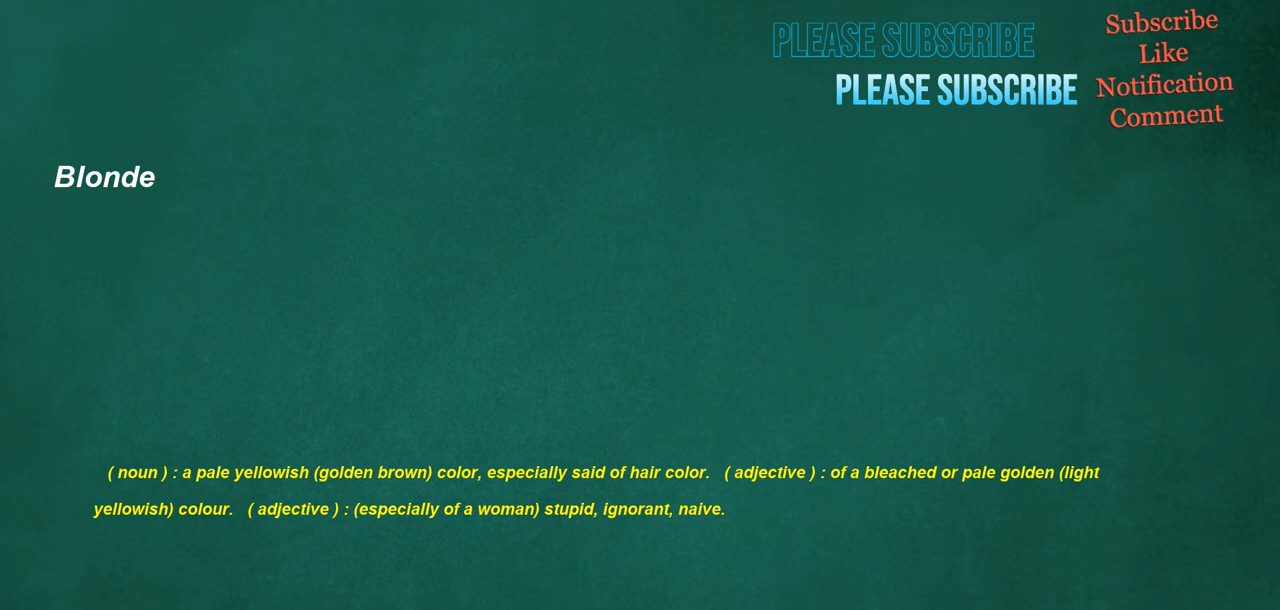 PLEASE SUBSCRIBE
PLEASE SUBSCRIBE
Subscribe
Like
Notification
Comment
Blonde
( noun ) : a pale yellowish (golden brown) color, especially said of hair color. ( adjective ) : of a bleached or pale golden (light
yellowish) colour. ( adjective ) : (especially of a woman) stupid, ignorant, naive.